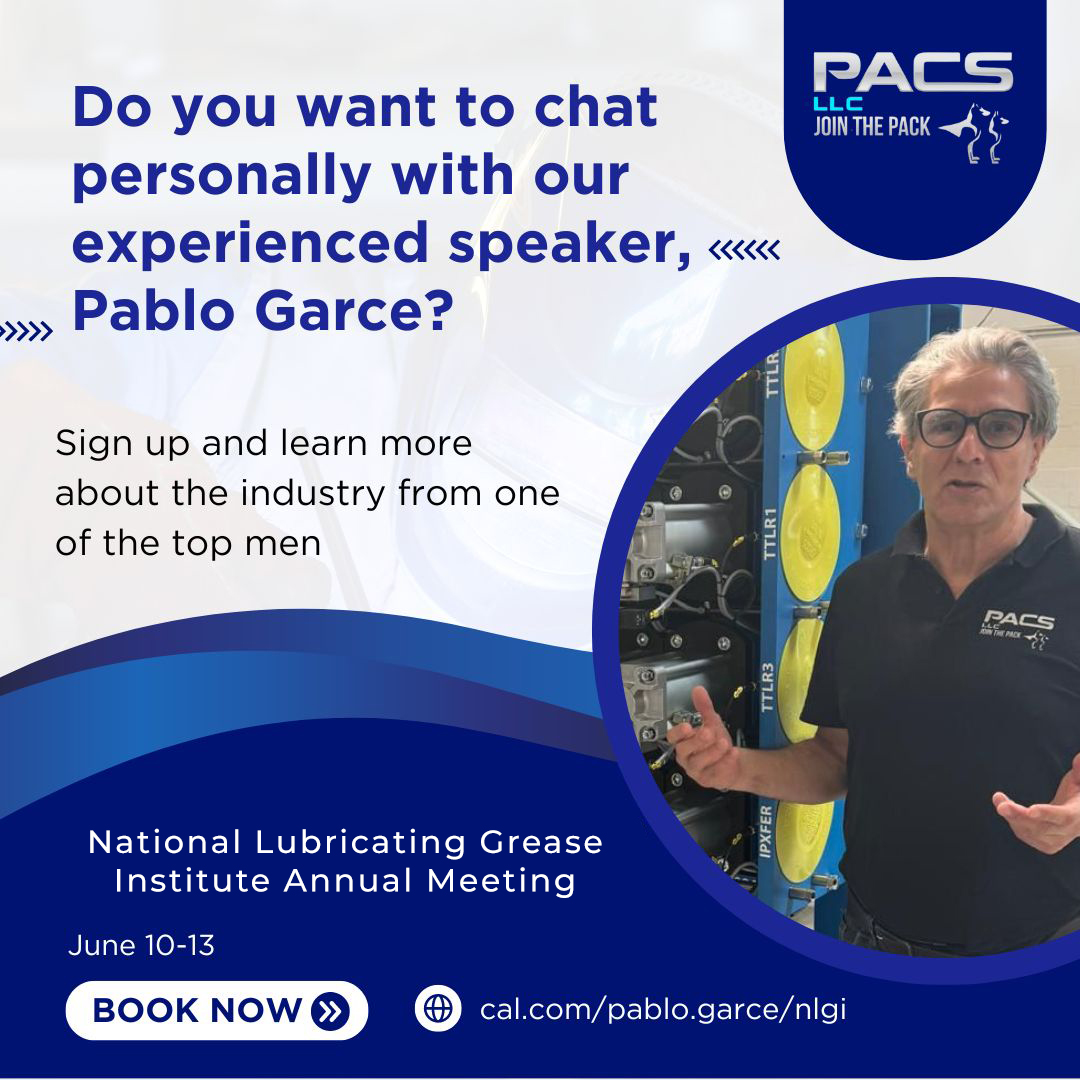 Do you want to chat
personally with our
experienced speaker,
Pablo Garce?
PACS
LLC
JOIN THE PACK
Sign up and learn more
about the industry from one
of the top men
TTLR
TTLR1
TTLR3
IPXFER
PACS
LLC
JOIN THE PACK
National Lubricating Grease
Institute Annual Meeting
June 10-13
BOOK NOW
cal.com/pablo.garce/nlgi